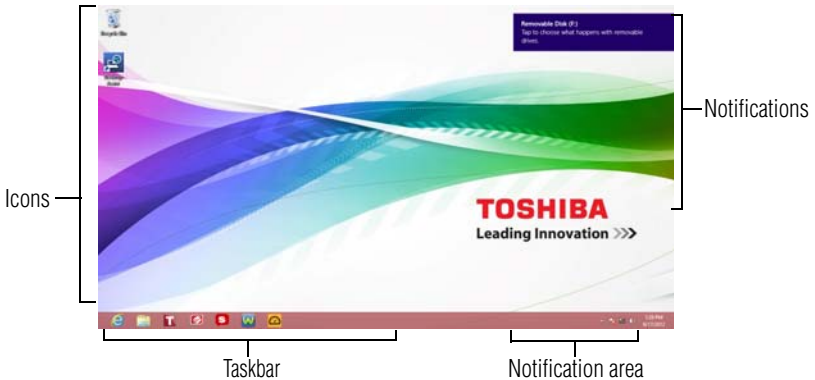 Recycle Bin
Removable Disk (F:)
Tap to choose what happens with removable
drives.
Notifications
Icons
TOSHIBA
Leading Innovation >>>
Taskbar
Notification area